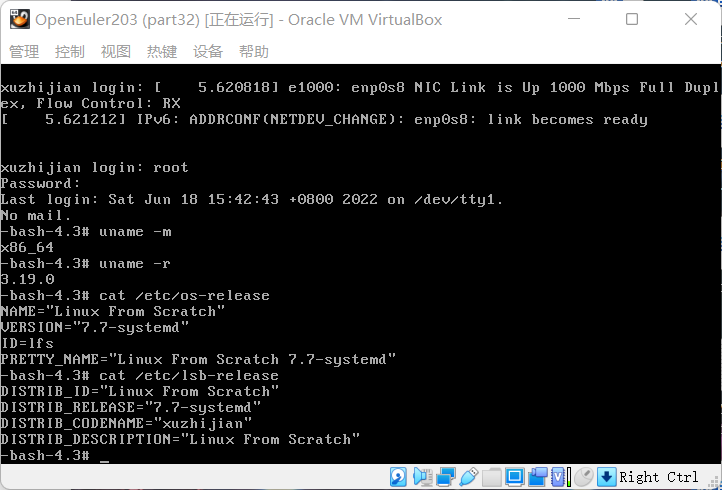 OpenEuler203 (part32) [正在运行] - Oracle VM VirtualBox
管理 控制 视图 热键 设备 帮助
xuzhijian login: [    5.620818] e1000: enp0s8 NIC Link is Up 1000 Mbps Full Dupl
ex, Flow Control: RX
[    5.621212] IPv6: ADDRCONF(NETDEV_CHANGE): enp0s8: link becomes ready
xuzhijian login: root
Password:
Last login: Sat Jun 18 15:42:43 +0800 2022 on /dev/tty1.
No mail.
-bash-4.3# uname -m
x86_64
-bash-4.3# uname -r
3.19.0
-bash-4.3# cat /etc/os-release
NAME="Linux From Scratch"
VERSION="7.7-systemd"
ID=lfs
PRETTY_NAME="Linux From Scratch 7.7-systemd"
-bash-4.3# cat /etc/lsb-release
DISTRIB_ID="Linux From Scratch"
DISTRIB_RELEASE="7.7-systemd"
DISTRIB_CODENAME="xuzhijian"
DISTRIB_DESCRIPTION="Linux From Scratch"
-bash-4.3# _
Right Ctrl